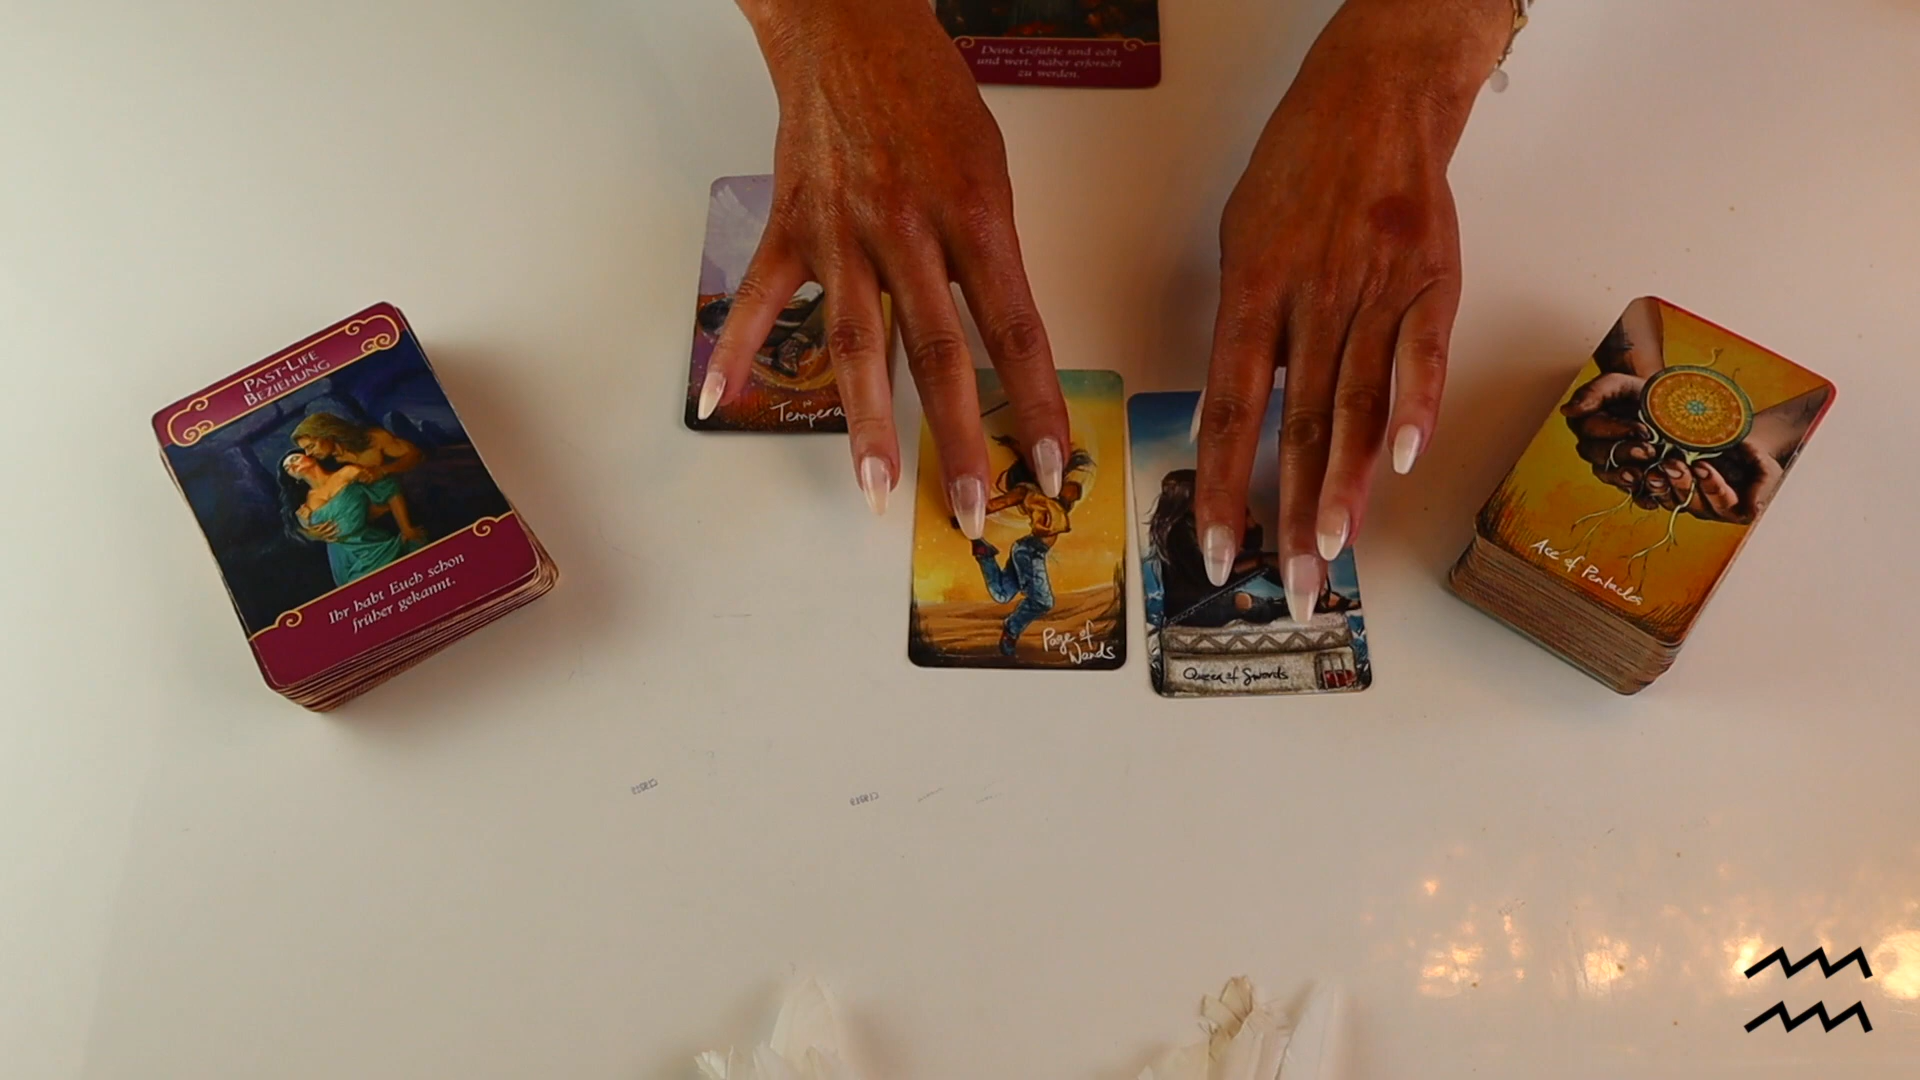 Deine Gefühle sind echt
und wert, näher erforscht
zu werden.
PAST-LIFE
BEZIEHUNG
Ihr habt Euch schon
früher gekannt.
Tempera
Page of
Wands
Queen of Swords
Ace of Pentacles